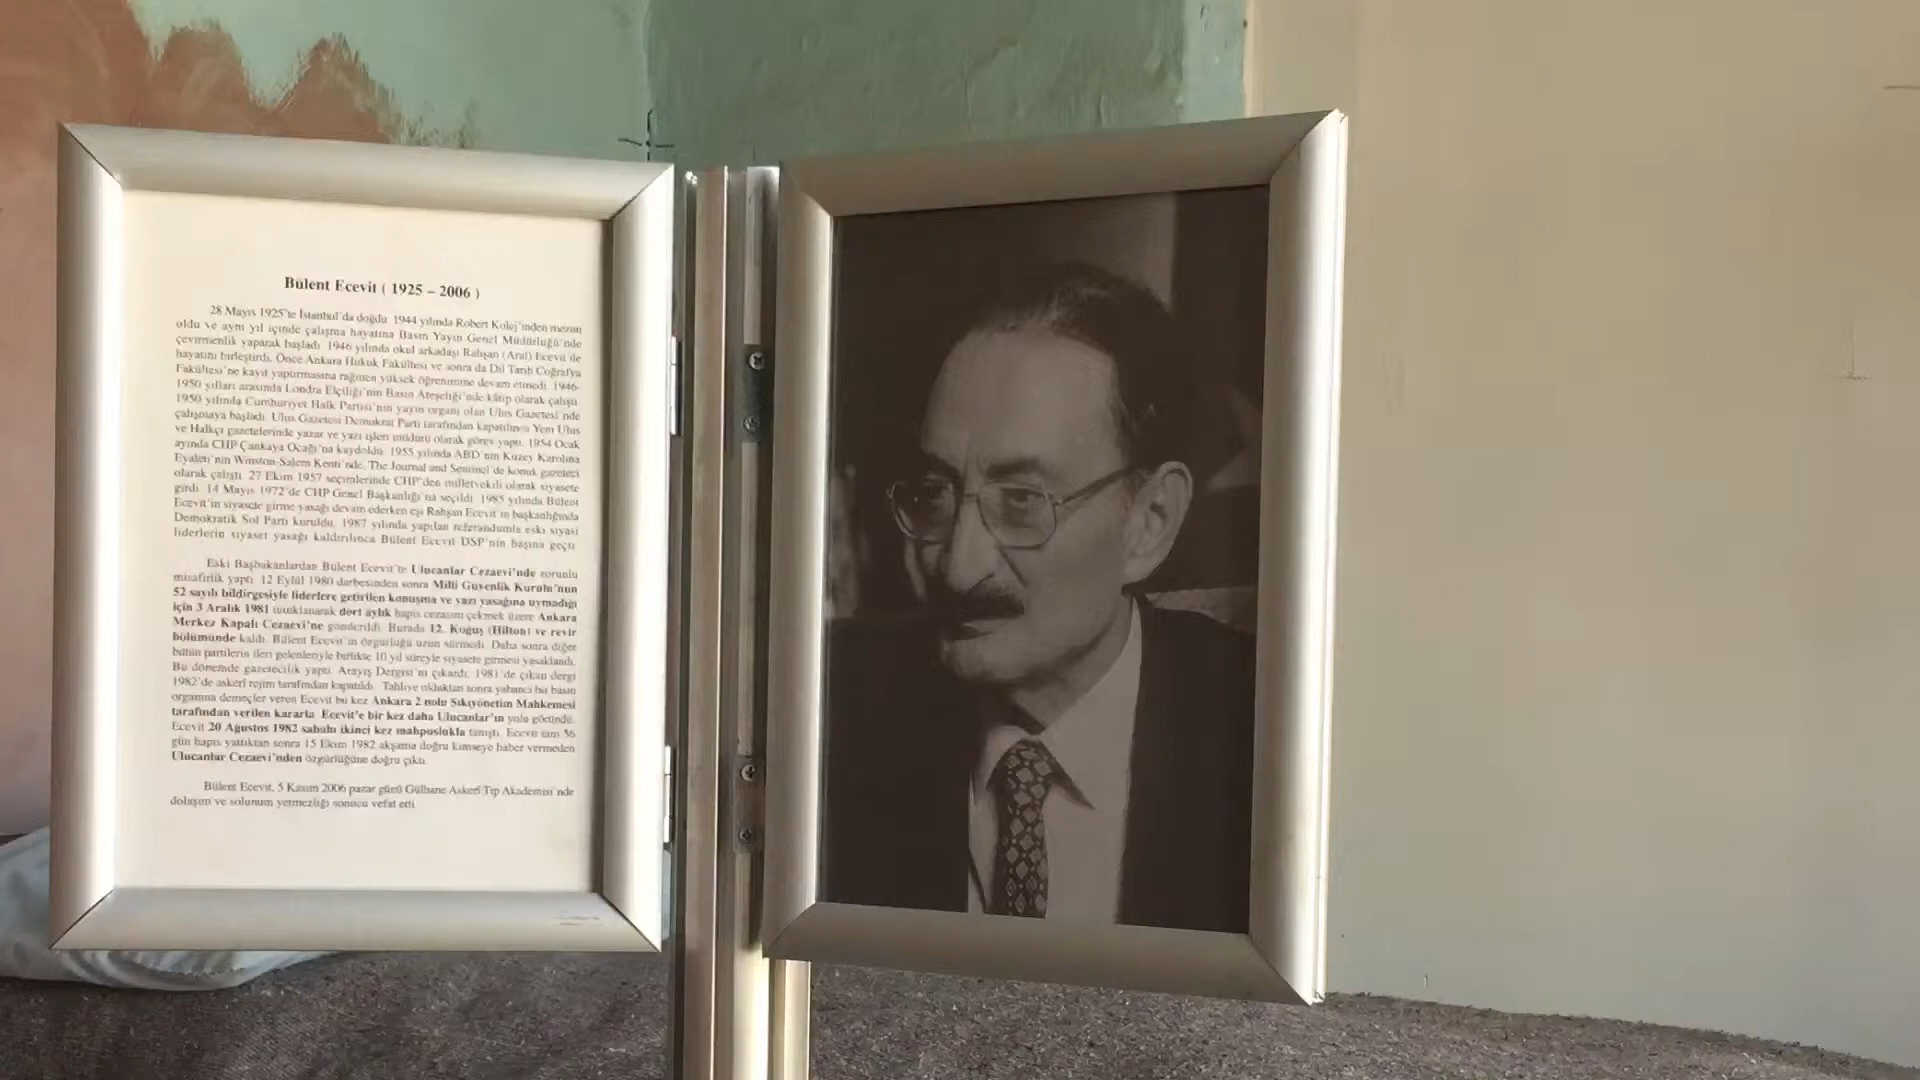 Bülent Ecevit ( 1925 – 2006 )
28 Mayıs 1925'te İstanbul'da doğdu. 1944 yılında Robert Kolej'inden mezun
oldu ve aynı yıl içinde çalışma hayatına Basın Yayın Genel Müdürlüğü'nde
çevirmenlik yaparak başladı. 1946 yılında okul arkadaşı Rahşan (Aral) Ecevit ile
hayatını birleştirdi. Önce Ankara Hukuk Fakültesi ve sonra da Dil Tarih Coğrafya
Fakültesi'ne kayıt yaptırmasına rağmen yüksek öğrenimine devam etmedi. 1946-
1950 yılları arasında Londra Elçiliği'nin Basın Ateşeliği'nde kâtip olarak çalıştı.
1950 yılında Cumhuriyet Halk Partisi'nin yayın organı olan Ulus Gazetesi'nde
çalışmaya başladı. Ulus Gazetesi Demokrat Parti tarafından kapatılınca Yeni Ulus
ve Halkçı gazetelerinde yazar ve yazı işleri müdürü olarak görev yaptı. 1954 Ocak
ayında CHP Çankaya Ocağı'na kaydoldu. 1955 yılında ABD'nin Kuzey Karolina
Eyaleti'nin Winston-Salem Kenti'nde, The Journal and Sentinel'de konuk gazeteci
olarak çalıştı. 27 Ekim 1957 seçimlerinde CHP'den milletvekili olarak siyasete
girdi. 14 Mayıs 1972'de CHP Genel Başkanlığı'na seçildi. 1985 yılında Bülent
Ecevit'in siyasete girme yasağı devam ederken eşi Rahşan Ecevit'in başkanlığında
Demokratik Sol Parti kuruldu. 1987 yılında yapılan referandumla eski siyasi
liderlerin siyaset yasağı kaldırılınca Bülent Ecevit DSP'nin başına geçti.
Eski Başbakanlardan Bülent Ecevit'te Ulucanlar Cezaevi'nde zorunlu
misafirlik yaptı. 12 Eylül 1980 darbesinden sonra Milli Güvenlik Kurulu'nun
52 sayılı bildirgesiyle liderlere getirilen konuşma ve yazı yasağına uymadığı
için 3 Aralık 1981 tutuklanarak dört aylık hapis cezasını çekmek üzere Ankara
Merkez Kapalı Cezaevi'ne gönderildi. Burada 12. Koğuş (Hilton) ve revir
bölümünde kaldı. Bülent Ecevit'in özgürlüğü uzun sürmedi. Daha sonra diğer
bütün partilerin ileri gelenleriyle birlikte 10 yıl süreyle siyasete girmesi yasaklandı.
Bu dönemde gazetecilik yaptı. Arayış Dergisi'ni çıkardı. 1981'de çıkan dergi
1982'de askerî rejim tarafından kapatıldı. Tahliye olduktan sonra yabancı bir basın
organına demeçler veren Ecevit bu kez Ankara 2 nolu Sıkıyönetim Mahkemesi
tarafından verilen kararla Ecevit'e bir kez daha Ulucanlar'ın yolu göründü.
Ecevit 20 Ağustos 1982 sabahı ikinci kez mahpuslukla tanıştı. Ecevit tam 56
gün hapis yattıktan sonra 15 Ekim 1982 akşama doğru kimseye haber vermeden
Ulucanlar Cezaevi'nden özgürlüğüne doğru çıktı.
Bülent Ecevit, 5 Kasım 2006 pazar günü Gülhane Askerî Tıp Akademisi'nde
dolaşım ve solunum yetmezliği sonucu vefat etti.